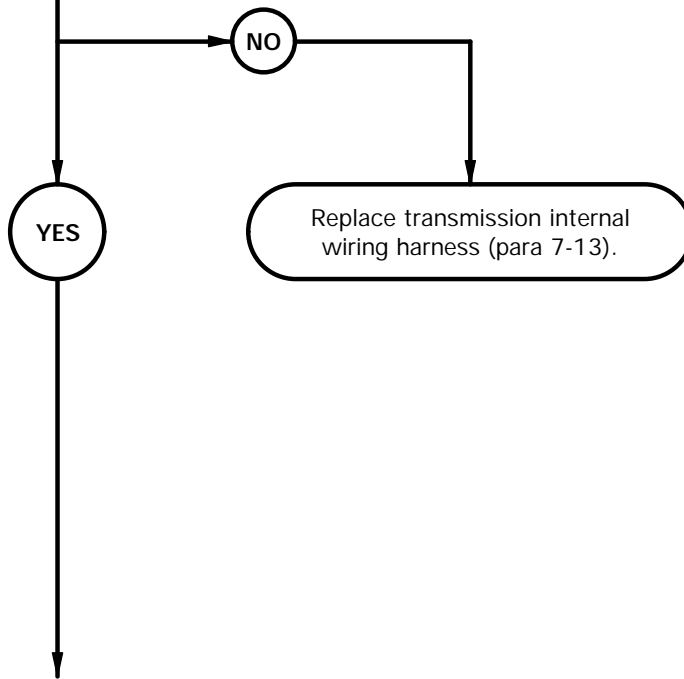 NO
YES
Replace transmission internal
wiring harness (para 7-13).